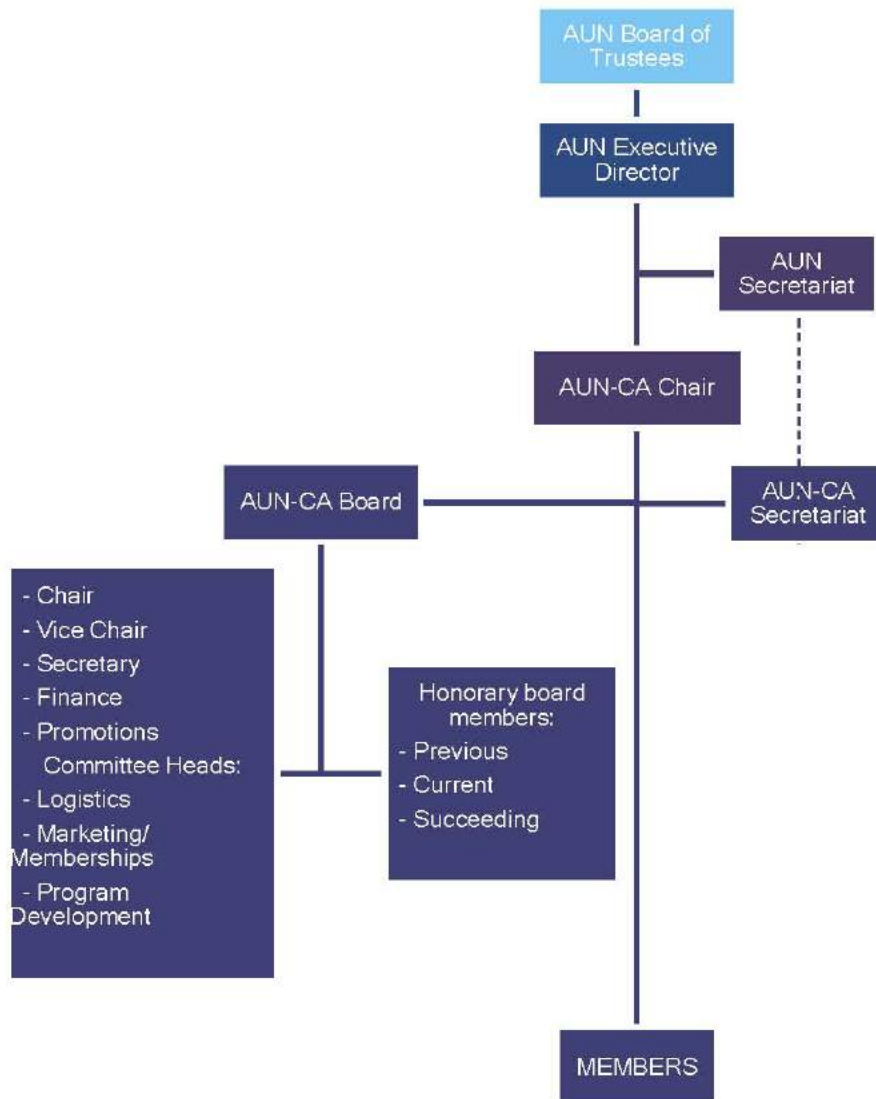 AUN Board of
Trustees
AUN Executive
Director
AUN
Secretariat
AUN-CA Chair
AUN-CA Board
AUN-CA
Secretariat
- Chair
- Vice Chair
- Secretary
- Finance
- Promotions
Committee Heads:
- Logistics
- Marketing/
Memberships
- Program
Development
Honorary board
members:
- Previous
- Current
- Succeeding
MEMBERS